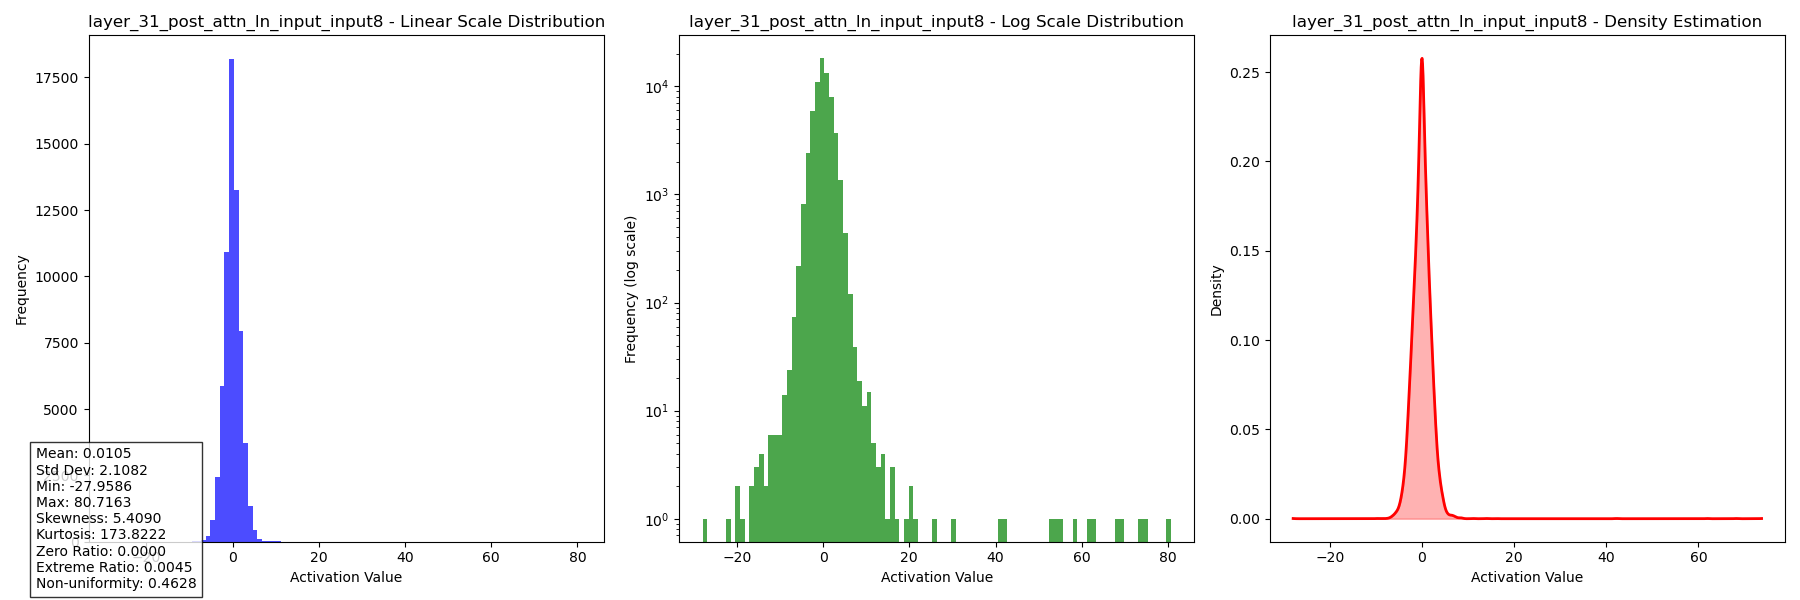 layer_31_post_attn_ln_input_input8 - Linear Scale Distribution
17500
15000
12500
10000
7500
5000
2500
0
Frequency
−20
0
20
40
60
80
Activation Value
Mean: 0.0105
Std Dev: 2.1082
Min: -27.9586
Max: 80.7163
Skewness: 5.4090
Kurtosis: 173.8222
Zero Ratio: 0.0000
Extreme Ratio: 0.0045
Non-uniformity: 0.4628
layer_31_post_attn_ln_input_input8 - Log Scale Distribution
10⁴
10³
10²
10¹
10⁰
Frequency (log scale)
−20
0
20
40
60
80
Activation Value
layer_31_post_attn_ln_input_input8 - Density Estimation
0.25
0.20
0.15
0.10
0.05
0.00
Density
−20
0
20
40
60
Activation Value